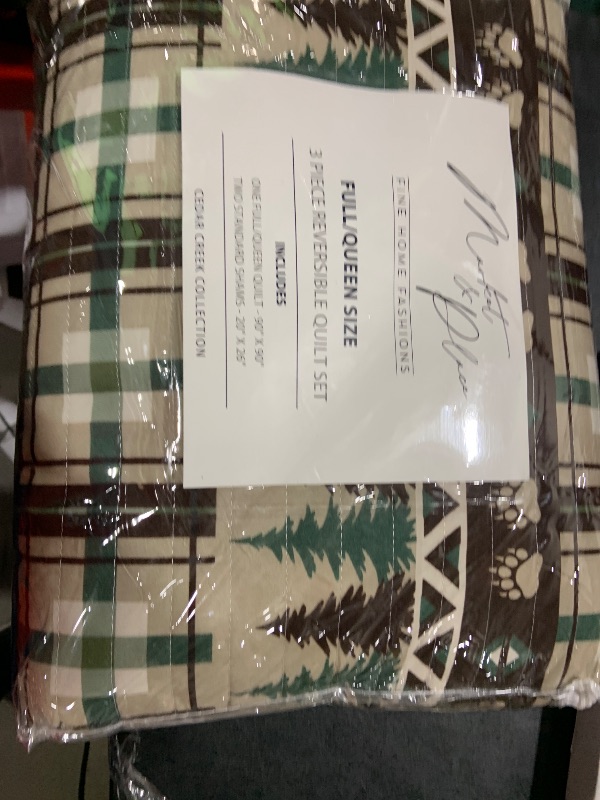 Market
& Place
FINE HOME FASHIONS
FULL/QUEEN SIZE
3 PIECE REVERSIBLE QUILT SET
INCLUDES
ONE FULL/QUEEN QUILT - 90" X 90"
TWO STANDARD SHAMS - 20" X 26"
CEDAR CREEK COLLECTION